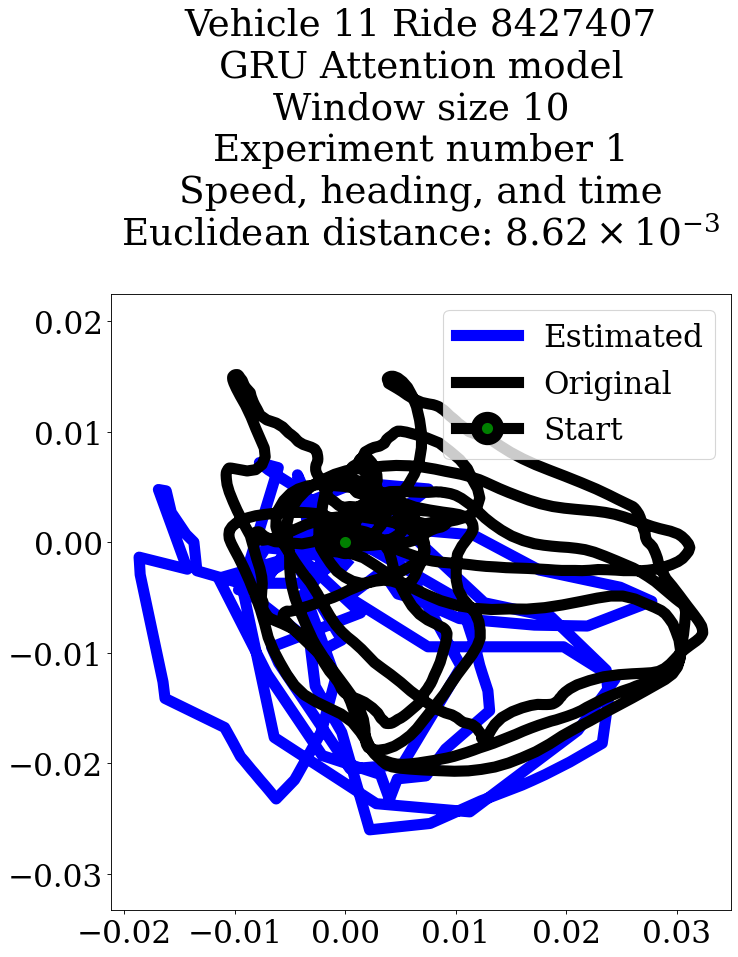 Vehicle 11 Ride 8427407
GRU Attention model
Window size 10
Experiment number 1
Speed, heading, and time
Euclidean distance: 8.62 × 10⁻³
Estimated
Original
Start
0.02
0.01
0.00
−0.01
−0.02
−0.03
−0.02 −0.01 0.00 0.01 0.02 0.03